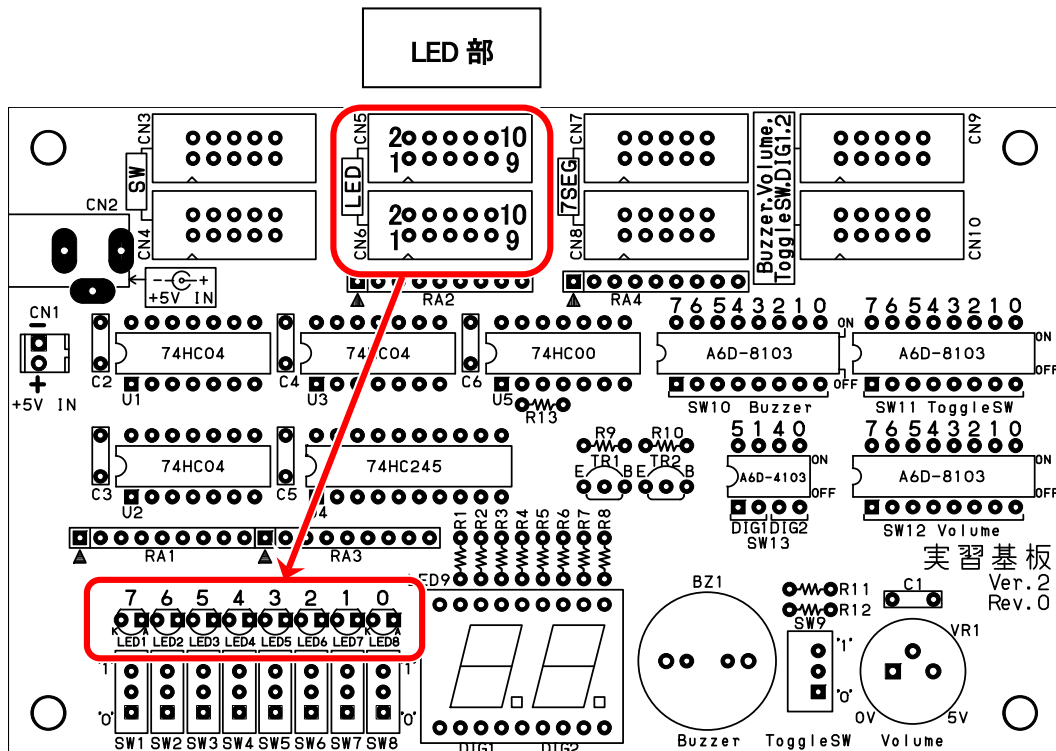 LED 部
CN3
CN5
CN7
CN9
2 10
1 9
SW
LED
7SEG
Buzzer.Volume.
ToggleSW.DIG1.2
CN2
CN4
CN6
CN8
CN10
2 10
1 9
- +
+5V IN
RA2
RA4
CN1
-
+
+5V IN
C2
74HC04
U1
C4
U3
C6
74HC00
U5
R13
7 6 5 4 3 2 1 0
ON
A6D-8103
OFF
SW10 Buzzer
7 6 5 4 3 2 1 0
ON
A6D-8103
OFF
SW11 ToggleSW
C3
74HC04
U2
C5
74HC245
R9
R10
E TR1 B
E TR2 B
5 1 4 0
ON
A6D-4103
OFF
DIG1 DIG2
SW13
7 6 5 4 3 2 1 0
ON
A6D-8103
OFF
SW12 Volume
RA1
RA3
R1 R2 R3 R4 R5 R6 R7 R8
実習基板
Ver.2
Rev.0
LED9
BZ1
R11
R12
C1
7 6 5 4 3 2 1 0
K A K A
LED1 LED2 LED3 LED4 LED5 LED6 LED7 LED8
SW9
"1"
"0"
VR1
0V 5V
"1" "1"
"0" "0"
SW1 SW2 SW3 SW4 SW5 SW6 SW7 SW8
DIG1 DIG2
Buzzer
ToggleSW
Volume